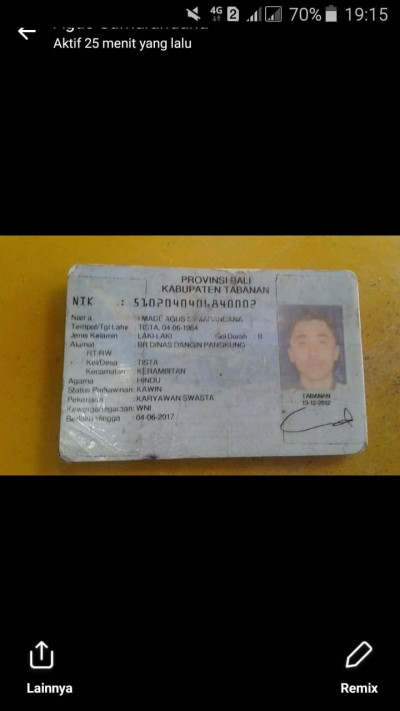 4G 2 70% 19:15
Aktif 25 menit yang lalu
PROVINSI BALI
KABUPATEN TABANAN
NIK : 5102040406840002
Nama : I MADE AGUS
Tempat/Tgl Lahir : TISTA, 04-06-1984
Jenis Kelamin : LAKI-LAKI Gol Darah : B
Alamat : BR DINAS DANGIN PANGKUNG
RT/RW :
Kel/Desa : TISTA
Kecamatan : KERAMBITAN
Agama : HINDU
Status Perkawinan: KAWIN
Pekerjaan : KARYAWAN SWASTA
Kewarganegaraan: WNI
Berlaku Hingga : 04-06-2017
TABANAN
13-12-2012
Lainnya
Remix